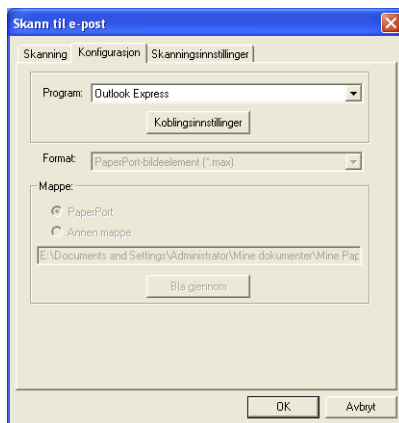 Skann til e-post
Skanning Konfigurasjon Skanningsinnstillinger
Program: Outlook Express
Koblingsinnstillinger
Format: PaperPort-bildeelement (*.max)
Mappe:
PaperPort
Annen mappe
E:\Documents and Settings\Administrator\Mine dokumenter\Mine Pap
Bla gjennom
OK Avbryt